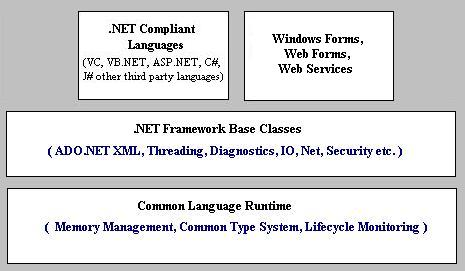 .NET Compliant
Languages
(VC, VB.NET, ASP.NET, C#,
J# other third party languages)
Windows Forms,
Web Forms,
Web Services
.NET Framework Base Classes
( ADO.NET XML, Threading, Diagnostics, IO, Net, Security etc. )
Common Language Runtime
( Memory Management, Common Type System, Lifecycle Monitoring )